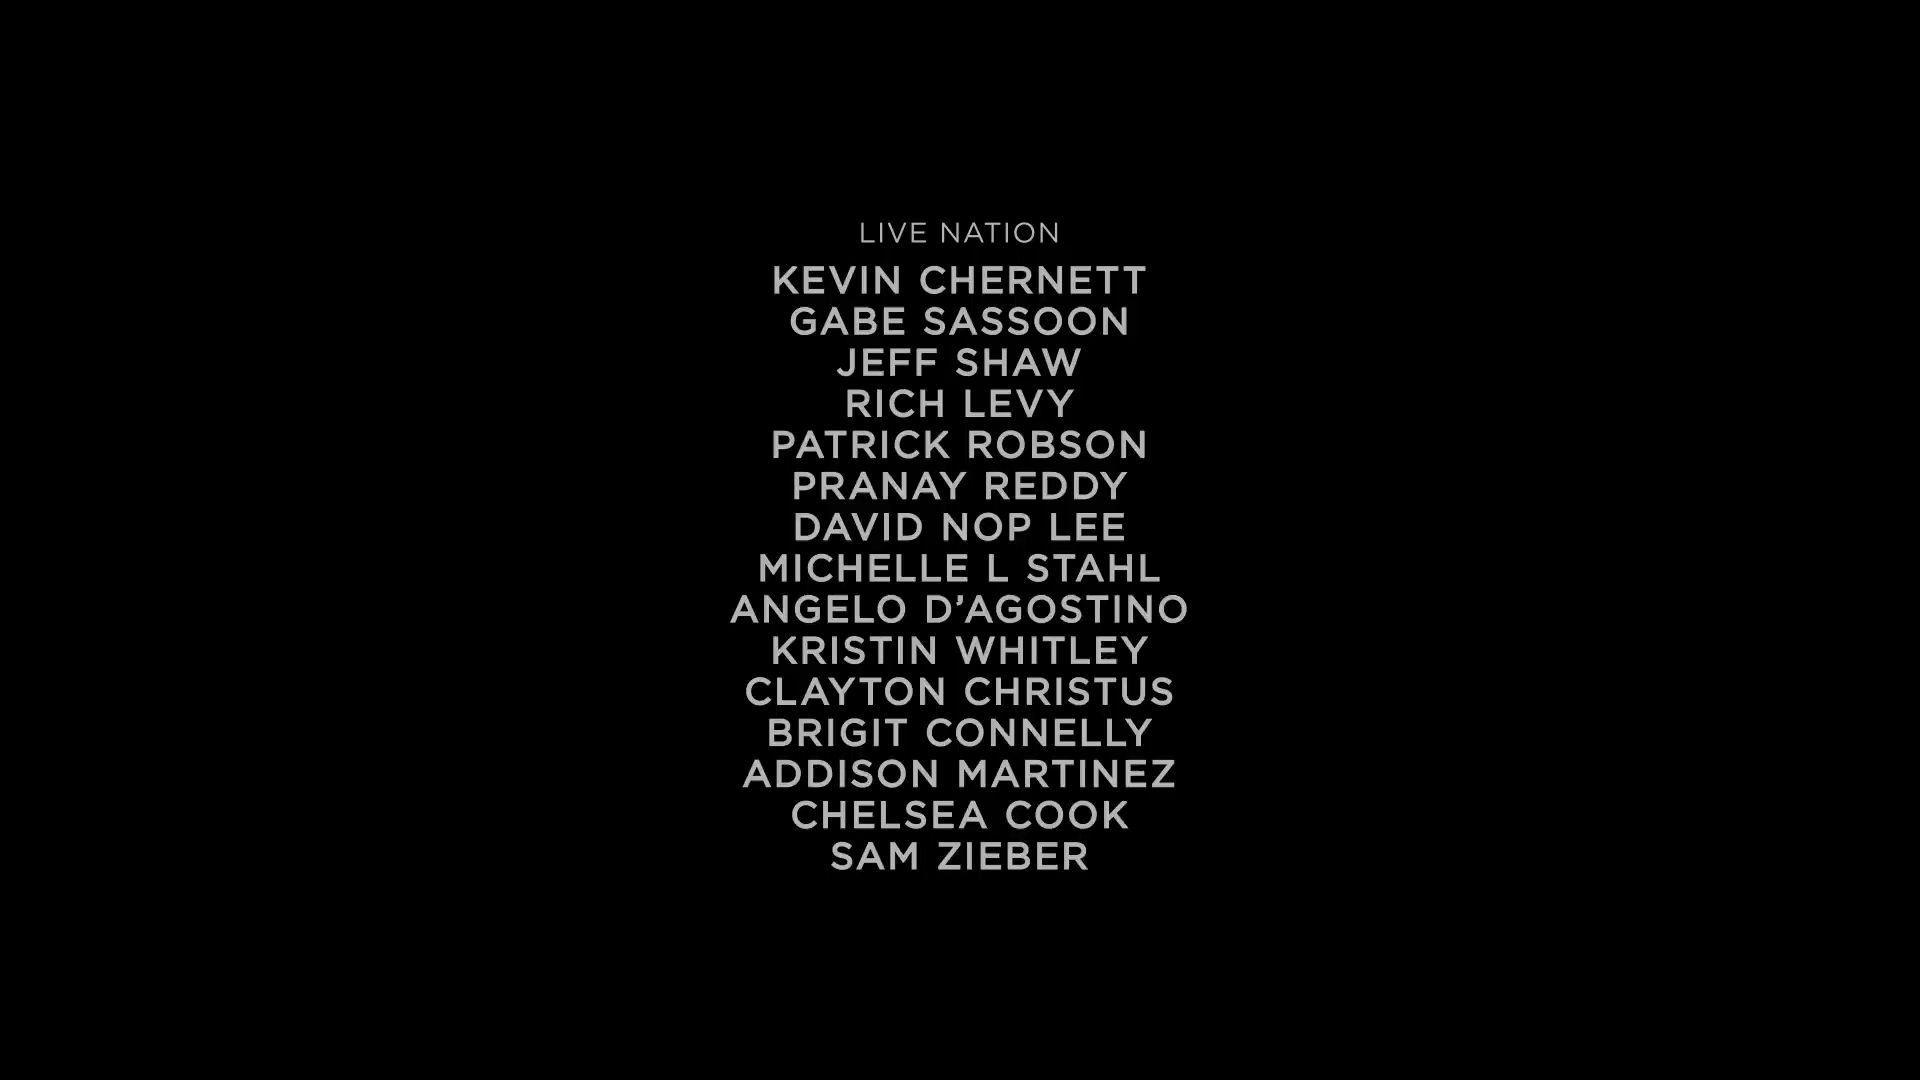 LIVE NATION
KEVIN CHERNETT
GABE SASSOON
JEFF SHAW
RICH LEVY
PATRICK ROBSON
PRANAY REDDY
DAVID NOP LEE
MICHELLE L STAHL
ANGELO D’AGOSTINO
KRISTIN WHITLEY
CLAYTON CHRISTUS
BRIGIT CONNELLY
ADDISON MARTINEZ
CHELSEA COOK
SAM ZIEBER